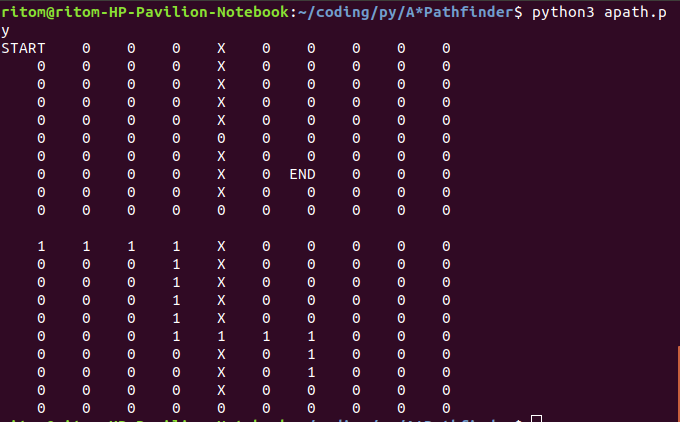 ritom@ritom-HP-Pavilion-Notebook:~/coding/py/A*Pathfinder$ python3 apath.p
y
START 0 0 0 X 0 0 0 0 0
0 0 0 0 X 0 0 0 0 0
0 0 0 0 X 0 0 0 0 0
0 0 0 0 X 0 0 0 0 0
0 0 0 0 X 0 0 0 0 0
0 0 0 0 0 0 0 0 0 0
0 0 0 0 X 0 0 0 0 0
0 0 0 0 X 0 END 0 0 0
0 0 0 0 X 0 0 0 0 0
0 0 0 0 0 0 0 0 0 0
1 1 1 1 X 0 0 0 0 0
0 0 0 1 X 0 0 0 0 0
0 0 0 1 X 0 0 0 0 0
0 0 0 1 X 0 0 0 0 0
0 0 0 1 X 0 0 0 0 0
0 0 0 1 1 1 1 0 0 0
0 0 0 0 X 0 1 0 0 0
0 0 0 0 X 0 1 0 0 0
0 0 0 0 X 0 0 0 0 0
0 0 0 0 0 0 0 0 0 0